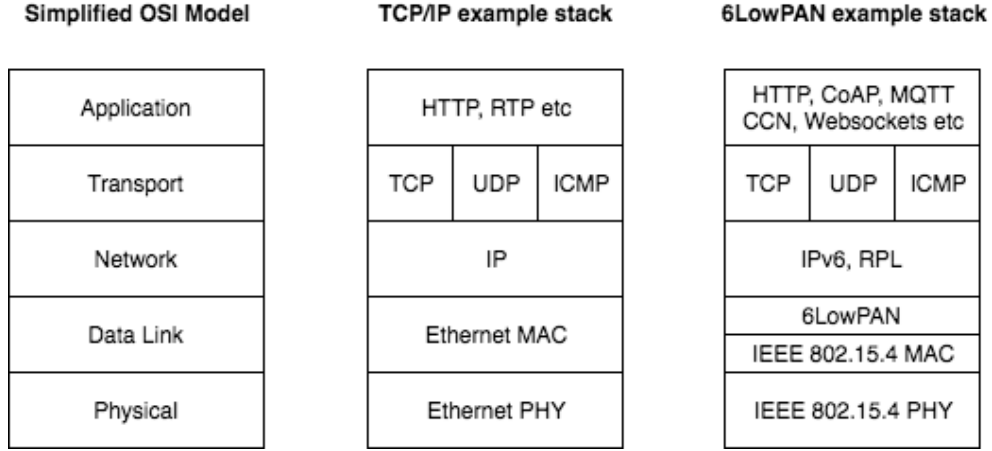 Simplified OSI Model
TCP/IP example stack
6LowPAN example stack
Application
HTTP, RTP etc
HTTP, CoAP, MQTT
CCN, Websockets etc
Transport
TCP
UDP
ICMP
TCP
UDP
ICMP
Network
IP
IPv6, RPL
Data Link
Ethernet MAC
6LowPAN
IEEE 802.15.4 MAC
Physical
Ethernet PHY
IEEE 802.15.4 PHY